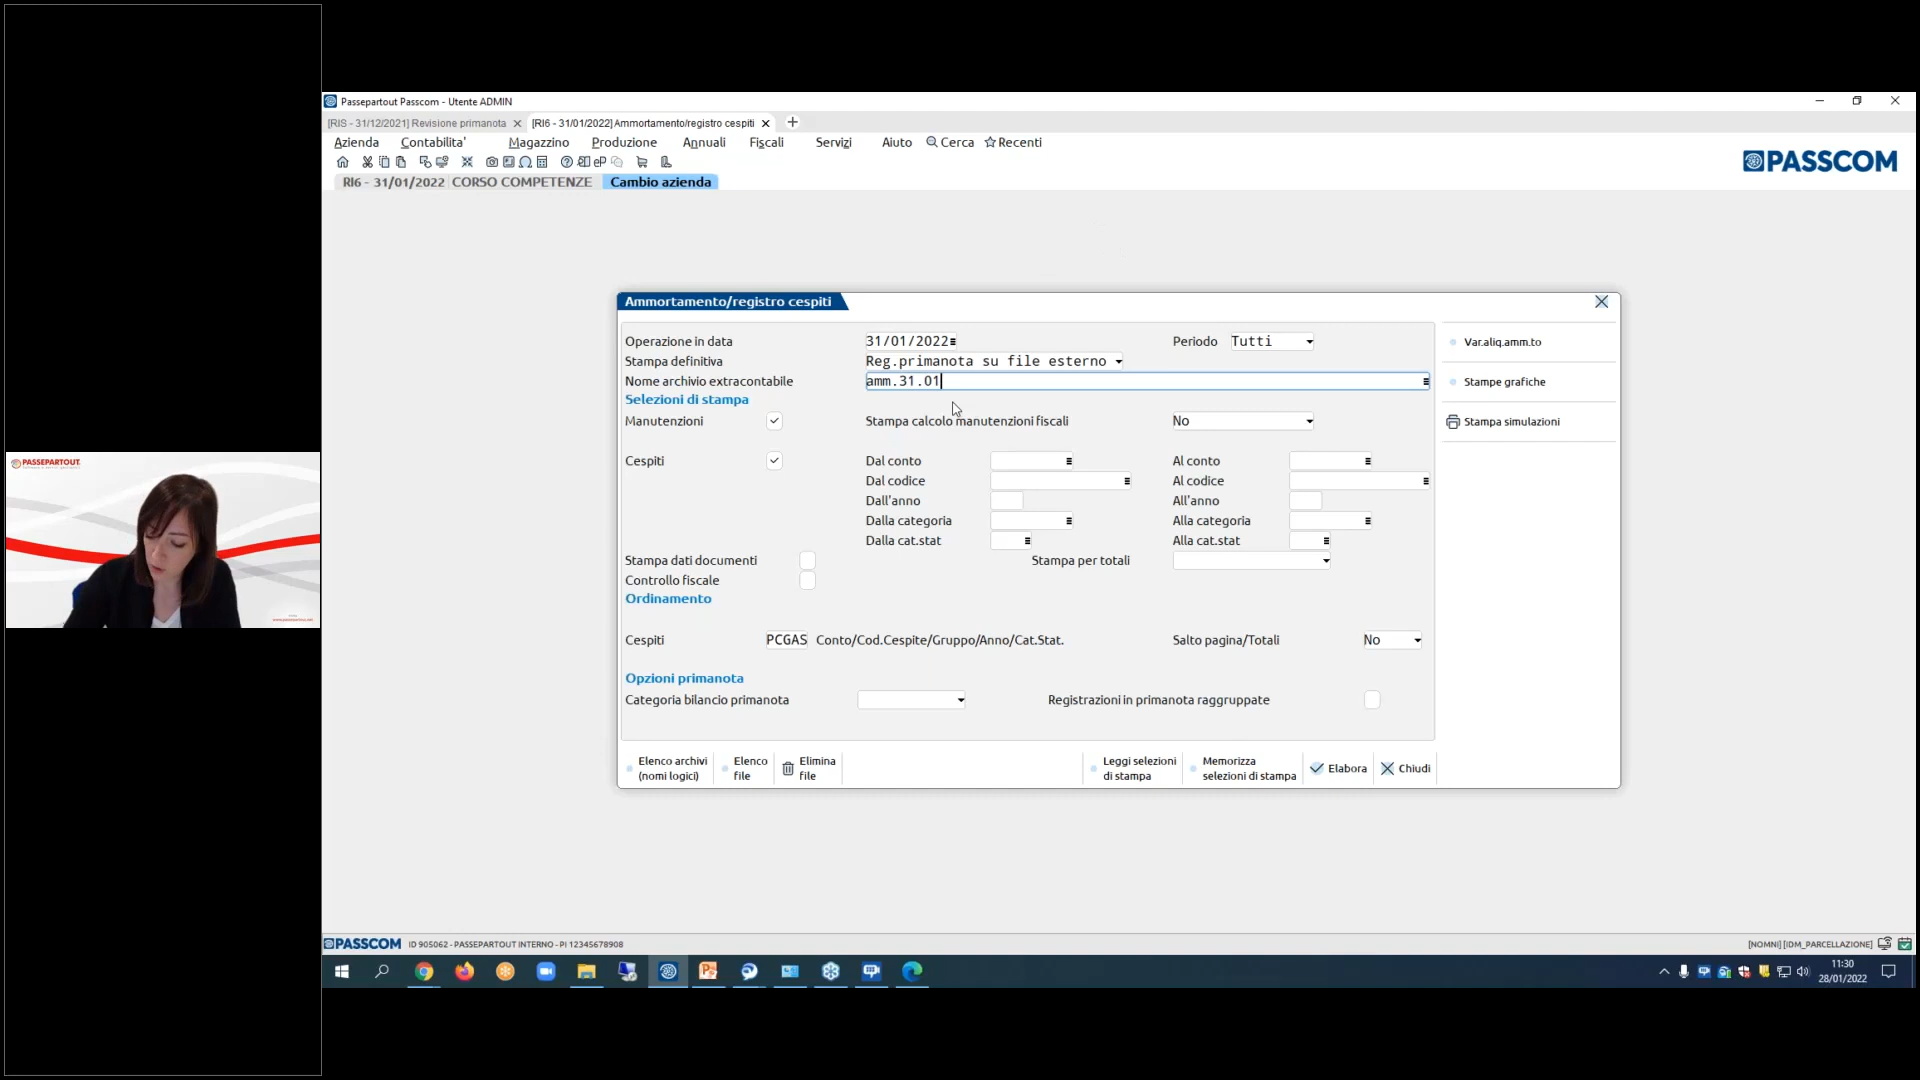 Passepartout Passcom - Utente ADMIN
[RIS - 31/12/2021] Revisione primanota
[RI6 - 31/01/2022] Ammortamento/registro cespiti
Azienda Contabilita' Magazzino Produzione Annuali Fiscali Servizi Aiuto Cerca Recenti
PASSCOM
RI6 - 31/01/2022 CORSO COMPETENZE Cambio azienda
Ammortamento/registro cespiti
Operazione in data 31/01/2022 Periodo Tutti
Var.aliq.amm.to
Stampa definitiva Reg.primanota su file esterno
Nome archivio extracontabile amm.31.01
Stampe grafiche
Selezioni di stampa
Manutenzioni Stampa calcolo manutenzioni fiscali No
Stampa simulazioni
Cespiti Dal conto Al conto
Dal codice Al codice
Dall'anno All'anno
Dalla categoria Alla categoria
Dalla cat.stat Alla cat.stat
Stampa dati documenti Stampa per totali
Controllo fiscale
Ordinamento
Cespiti PCGAS Conto/Cod.Cespite/Gruppo/Anno/Cat.Stat. Salto pagina/Totali No
Opzioni primanota
Categoria bilancio primanota Registrazioni in primanota raggruppate
Elenco archivi
(nomi logici)
Elenco
file
Elimina
file
Leggi selezioni
di stampa
Memorizza
selezioni di stampa
Elabora
Chiudi
PASSEPARTOUT
PASSCOM ID 905062 - PASSEPARTOUT INTERNO - PI 12345678908
[NOMNI] [IDM_PARCELLAZIONE]
11:30
28/01/2022